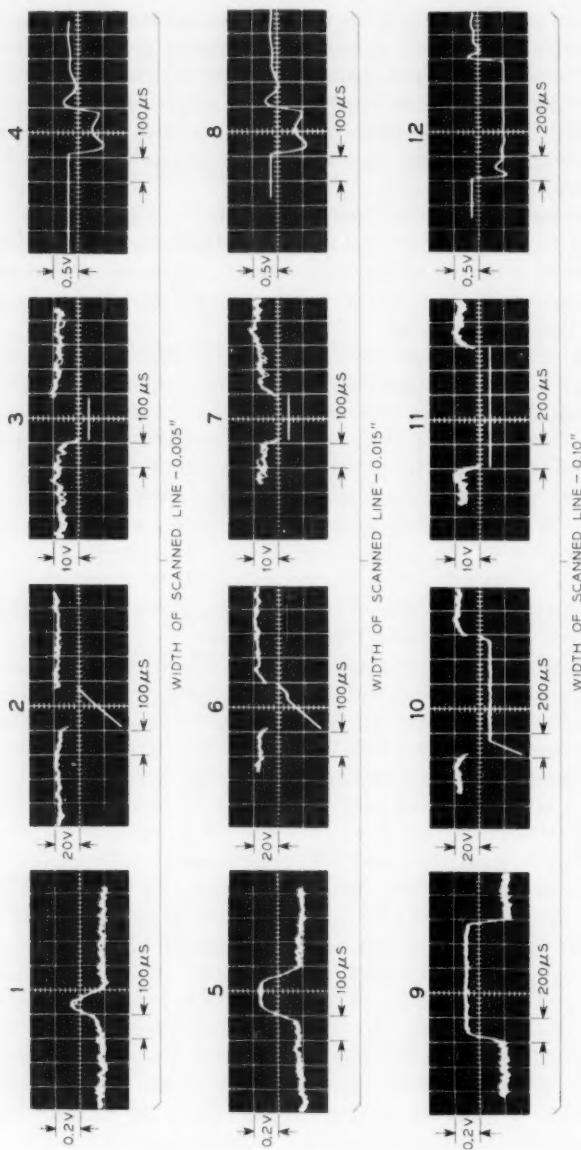 1
2
3
4
0.2V
20V
10V
0.5V
100μS
100μS
100μS
100μS
WIDTH OF SCANNED LINE - 0.005"
5
6
7
8
0.2V
20V
10V
0.5V
100μS
100μS
100μS
100μS
WIDTH OF SCANNED LINE - 0.015"
9
10
11
12
0.2V
20V
10V
0.5V
200μS
200μS
200μS
200μS
WIDTH OF SCANNED LINE - 0.10"